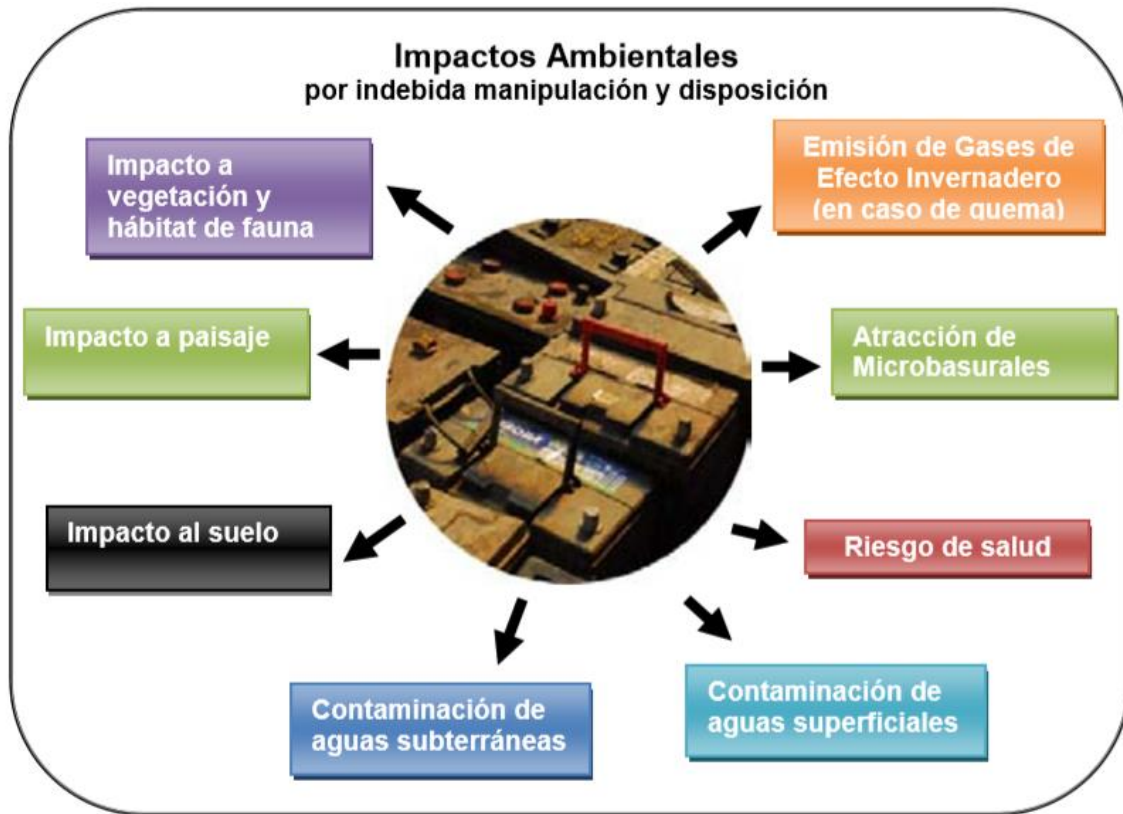 Impactos Ambientales
por indebida manipulación y disposición
Impacto a
vegetación y
hábitat de fauna
Emisión de Gases de
Efecto Invernadero
(en caso de quema)
Impacto a paisaje
Atracción de
Microbasurales
Impacto al suelo
Riesgo de salud
Contaminación de
aguas subterráneas
Contaminación de
aguas superficiales